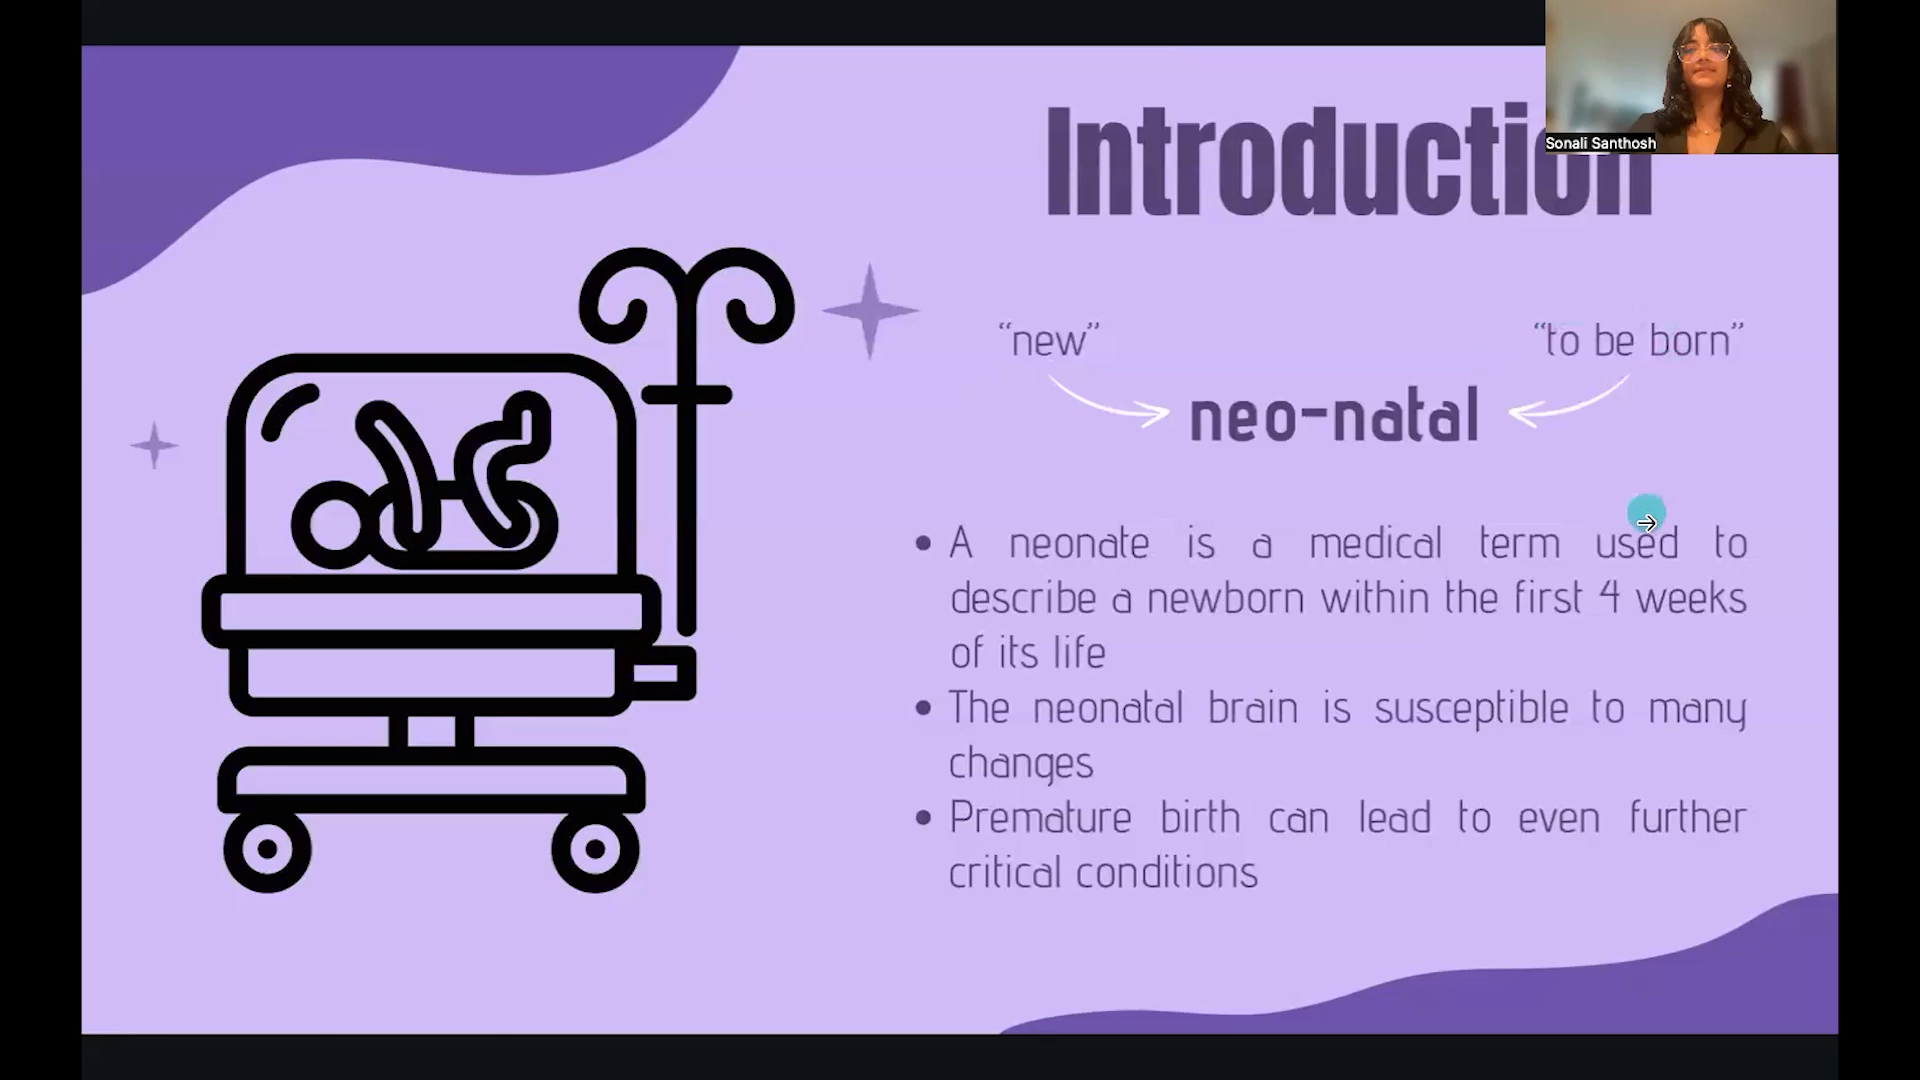 Introduction
Sonali Santhosh
“new”
“to be born”
neo-natal
• A neonate is a medical term used to
describe a newborn within the first 4 weeks
of its life
• The neonatal brain is susceptible to many
changes
• Premature birth can lead to even further
critical conditions